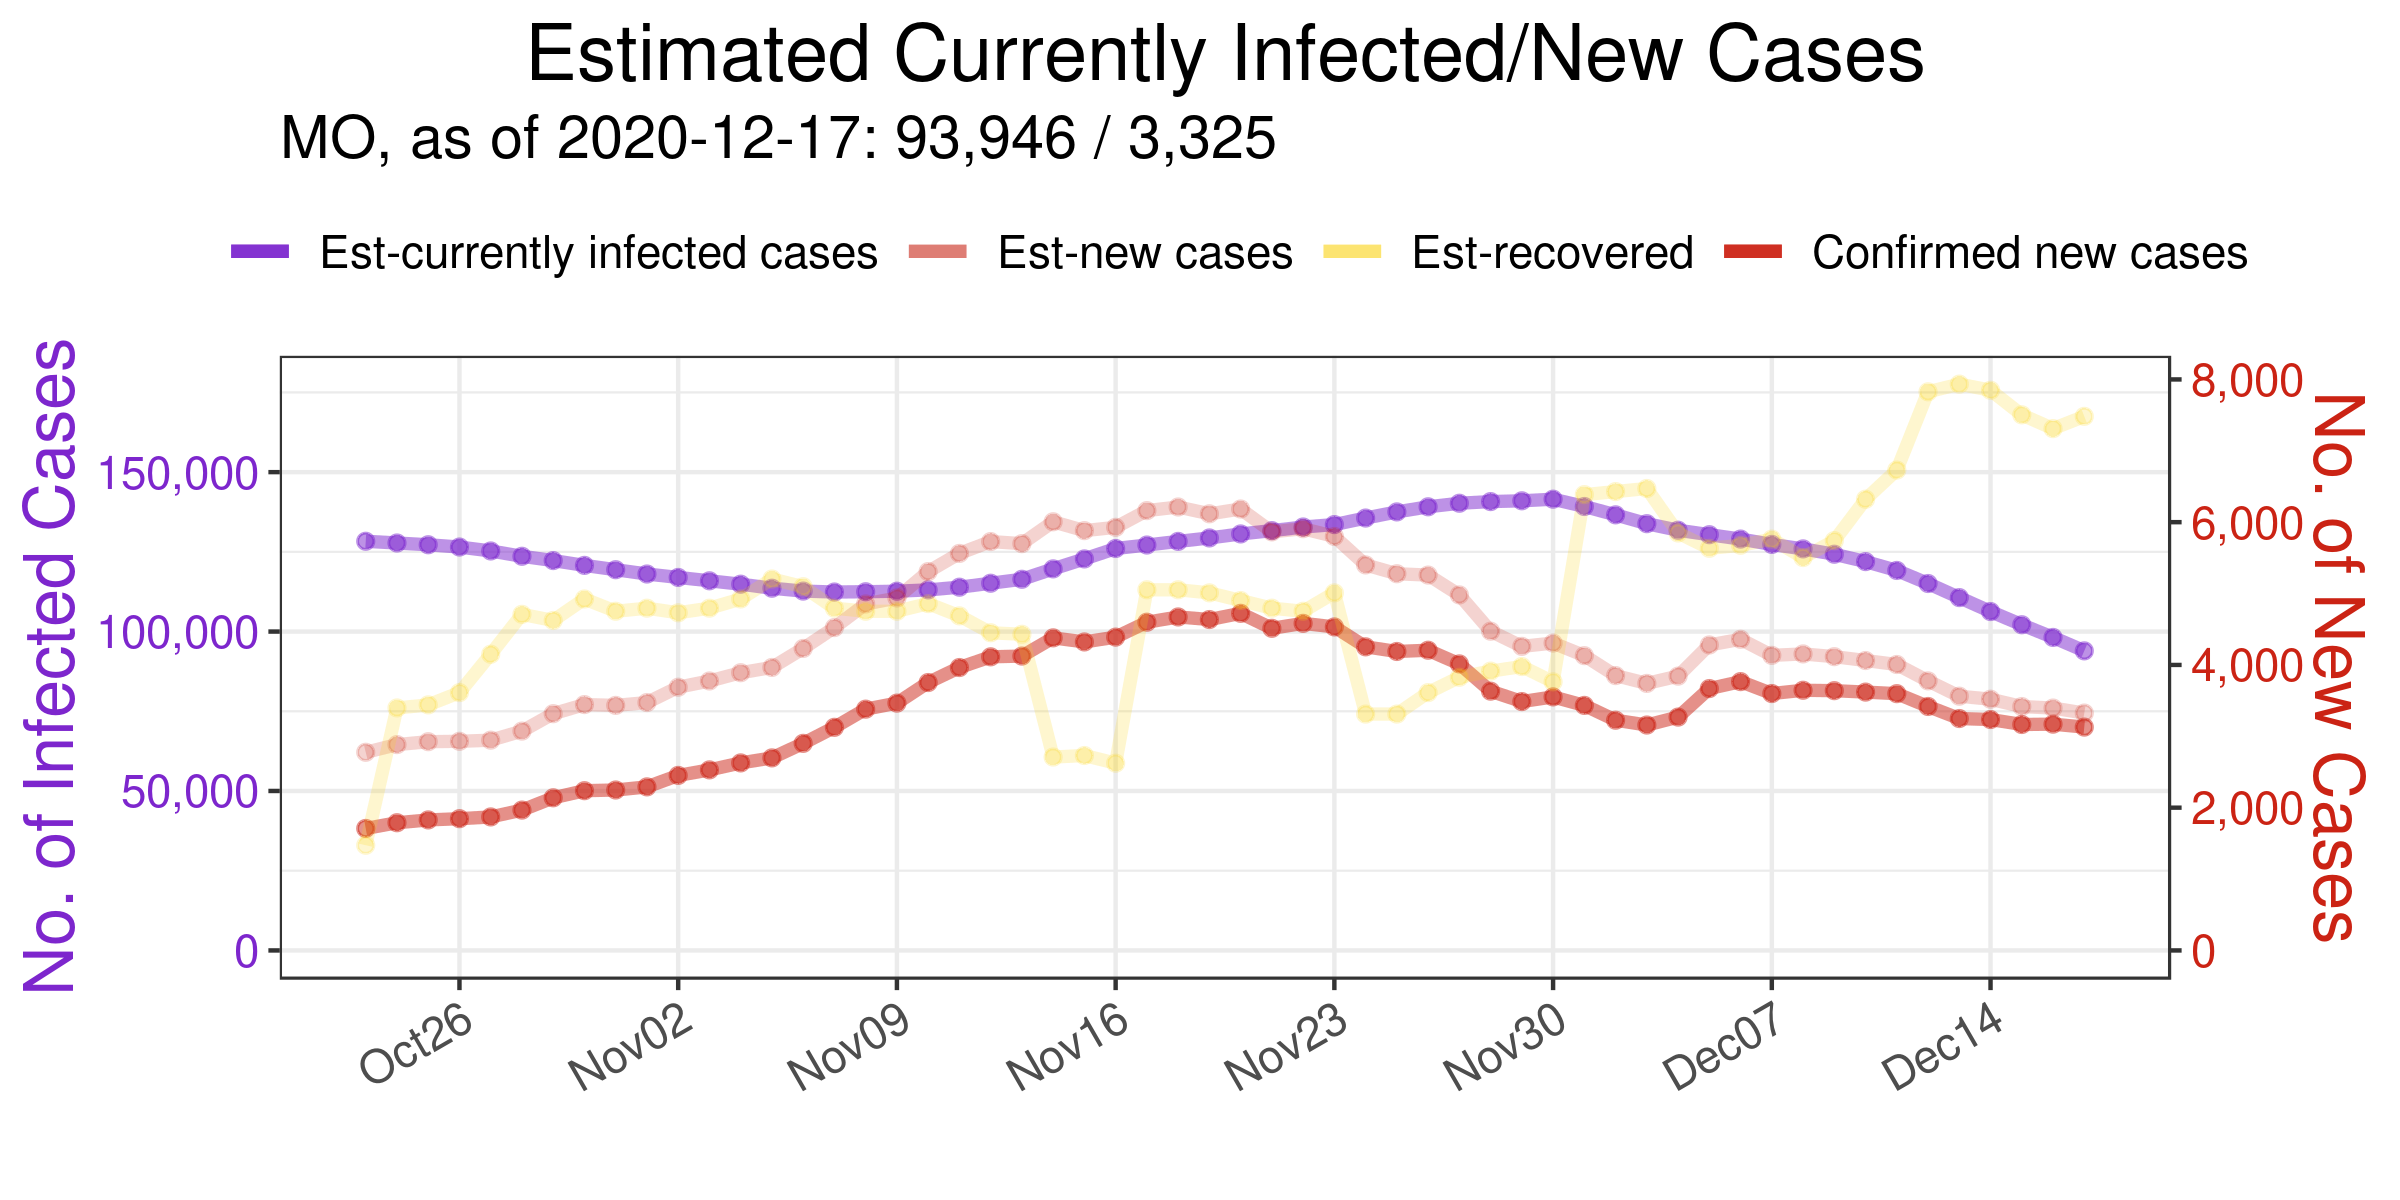 Estimated Currently Infected/New Cases
MO, as of 2020-12-17: 93,946 / 3,325
Est-currently infected cases Est-new cases Est-recovered Confirmed new cases
No. of Infected Cases
150,000
100,000
50,000
0
8,000
6,000
4,000
2,000
0
No. of New Cases
Oct26 Nov02 Nov09 Nov16 Nov23 Nov30 Dec07 Dec14